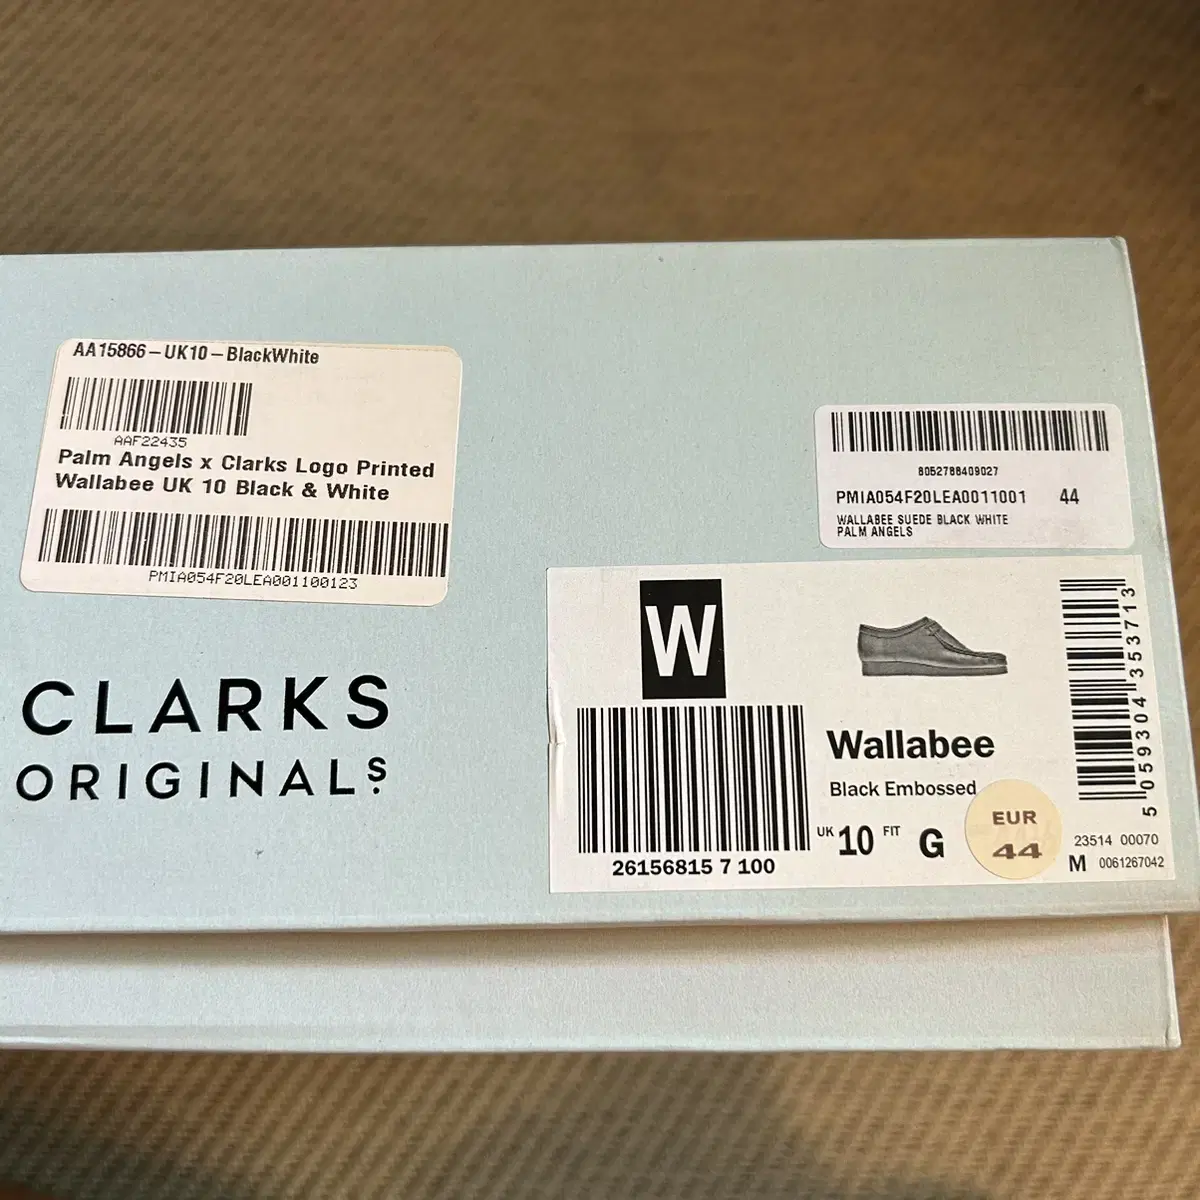 AA15866-UK10-BlackWhite
AAF22435
Palm Angels x Clarks Logo Printed
Wallabee UK 10 Black & White
PMIA054F20LEA001100123
8052788409027
PMIA054F20LEA0011001 44
WALLABEE SUEDE BLACK WHITE
PALM ANGELS
CLARKS
ORIGINALS.
W
26156815 7 100
Wallabee
Black Embossed
UK 10 FIT G
EUR
44
5 059304 353713
23514 00070
M 0061267042